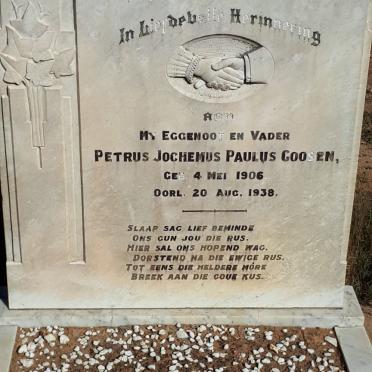 In Liefdevolle Herinnering
AAN
MY EGGENOOT EN VADER
PETRUS JOCHEMUS PAULUS GOOSEN,
GEB 4 MEI 1906
OORL. 20 AUG. 1938.
SLAAP SAG LIEF BEMINDE
ONS GUN JOU DIE RUS.
HIER SAL ONS HOPEND WAG.
DORSTEND NA DIE EWIGE RUS.
TOT EENS DIE HELDERE MÔRE
BREEK AAN DIE GOUE KUS.